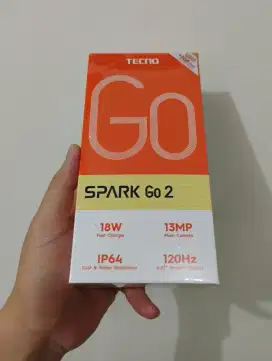 TECNO
Go
SPARK Go 2
18W
Fast Charge
13MP
Main Camera
IP64
Dust & Water Resistance
120Hz